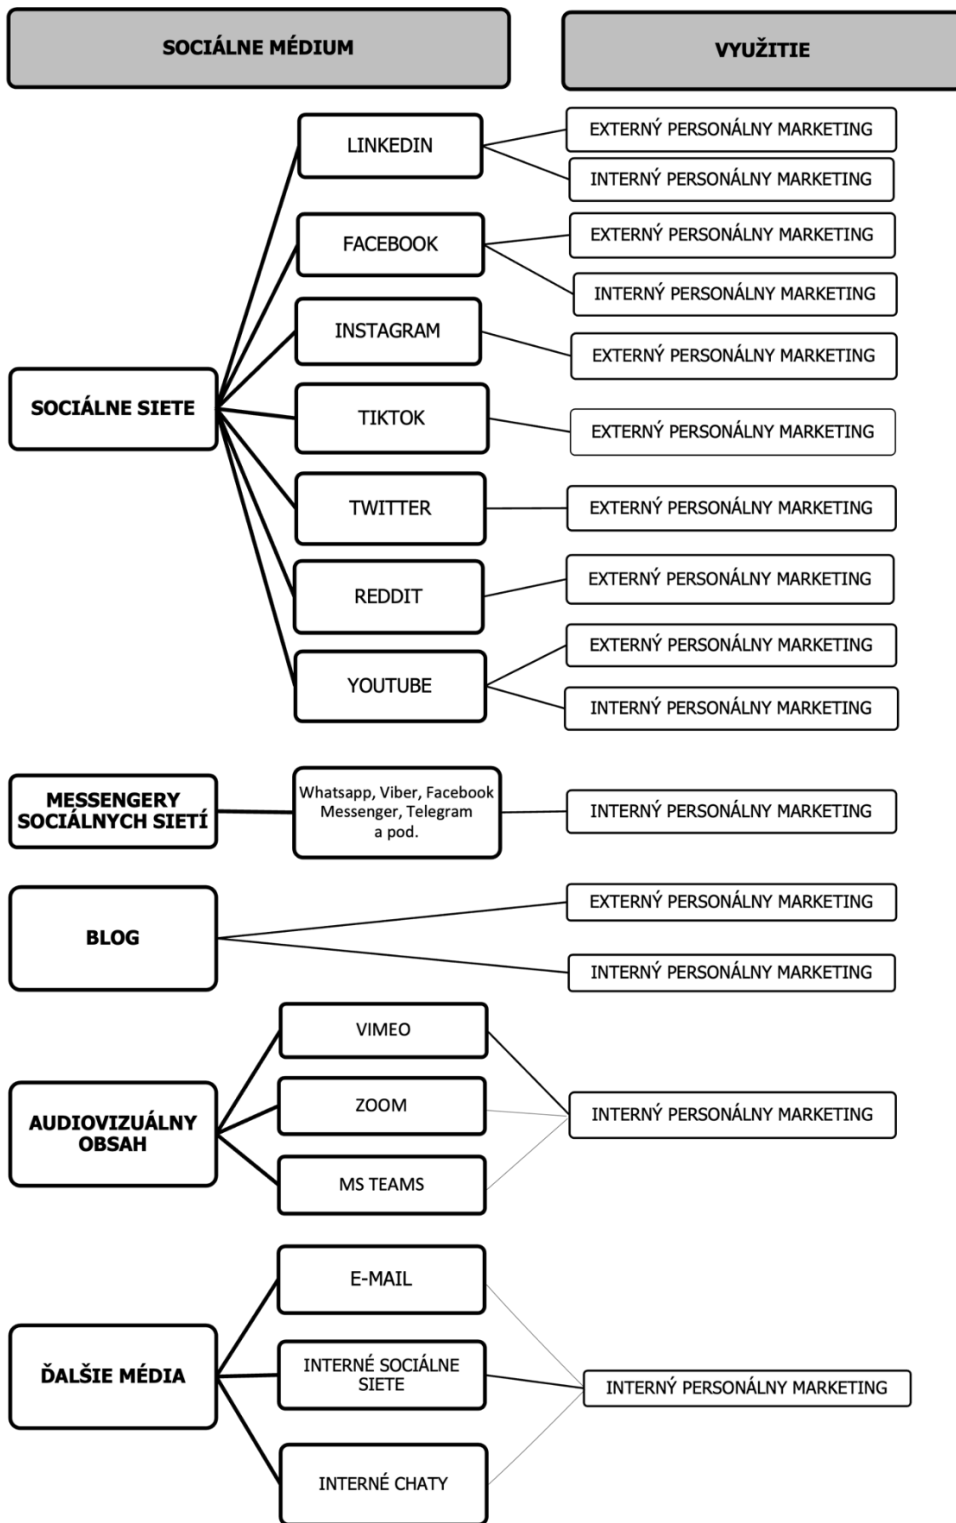 SOCIÁLNE MÉDIUM
VYUŽITIE
LINKEDIN
EXTERNÝ PERSONÁLNY MARKETING
INTERNÝ PERSONÁLNY MARKETING
FACEBOOK
EXTERNÝ PERSONÁLNY MARKETING
INTERNÝ PERSONÁLNY MARKETING
INSTAGRAM
EXTERNÝ PERSONÁLNY MARKETING
SOCIÁLNE SIETE
TIKTOK
EXTERNÝ PERSONÁLNY MARKETING
TWITTER
EXTERNÝ PERSONÁLNY MARKETING
REDDIT
EXTERNÝ PERSONÁLNY MARKETING
YOUTUBE
EXTERNÝ PERSONÁLNY MARKETING
INTERNÝ PERSONÁLNY MARKETING
MESSENGERY
SOCIÁLNYCH SIETÍ
Whatsapp, Viber, Facebook
Messenger, Telegram
a pod.
INTERNÝ PERSONÁLNY MARKETING
BLOG
EXTERNÝ PERSONÁLNY MARKETING
INTERNÝ PERSONÁLNY MARKETING
AUDIOVIZUÁLNY
OBSAH
VIMEO
ZOOM
MS TEAMS
INTERNÝ PERSONÁLNY MARKETING
ĎALŠIE MÉDIA
E-MAIL
INTERNÉ SOCIÁLNE
SIETE
INTERNÉ CHATY
INTERNÝ PERSONÁLNY MARKETING